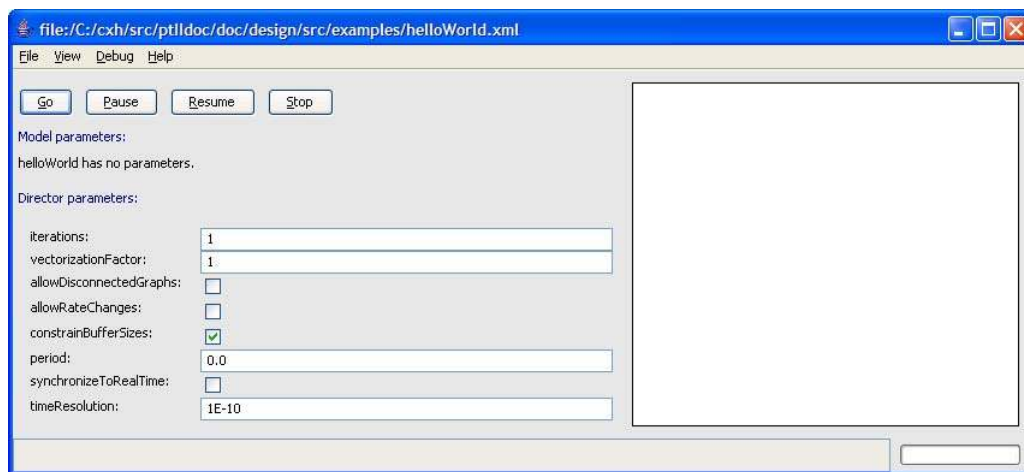 file:/C:/cxh/src/ptIIdoc/doc/design/src/examples/helloWorld.xml
File View Debug Help
Go Pause Resume Stop
Model parameters:
helloWorld has no parameters.
Director parameters:
iterations: 1
vectorizationFactor: 1
allowDisconnectedGraphs:
allowRateChanges:
constrainBufferSizes:
period: 0.0
synchronizeToRealTime:
timeResolution: 1E-10